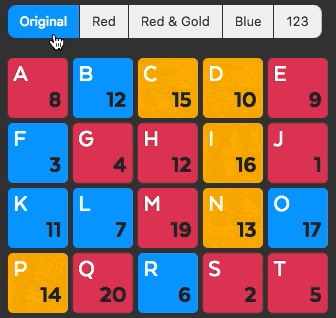 Original Red Red & Gold Blue 123
A B C D E
8 12 15 10 9
F G H I J
3 4 12 16 1
K L M N O
11 7 19 13 17
P Q R S T
14 20 6 2 5